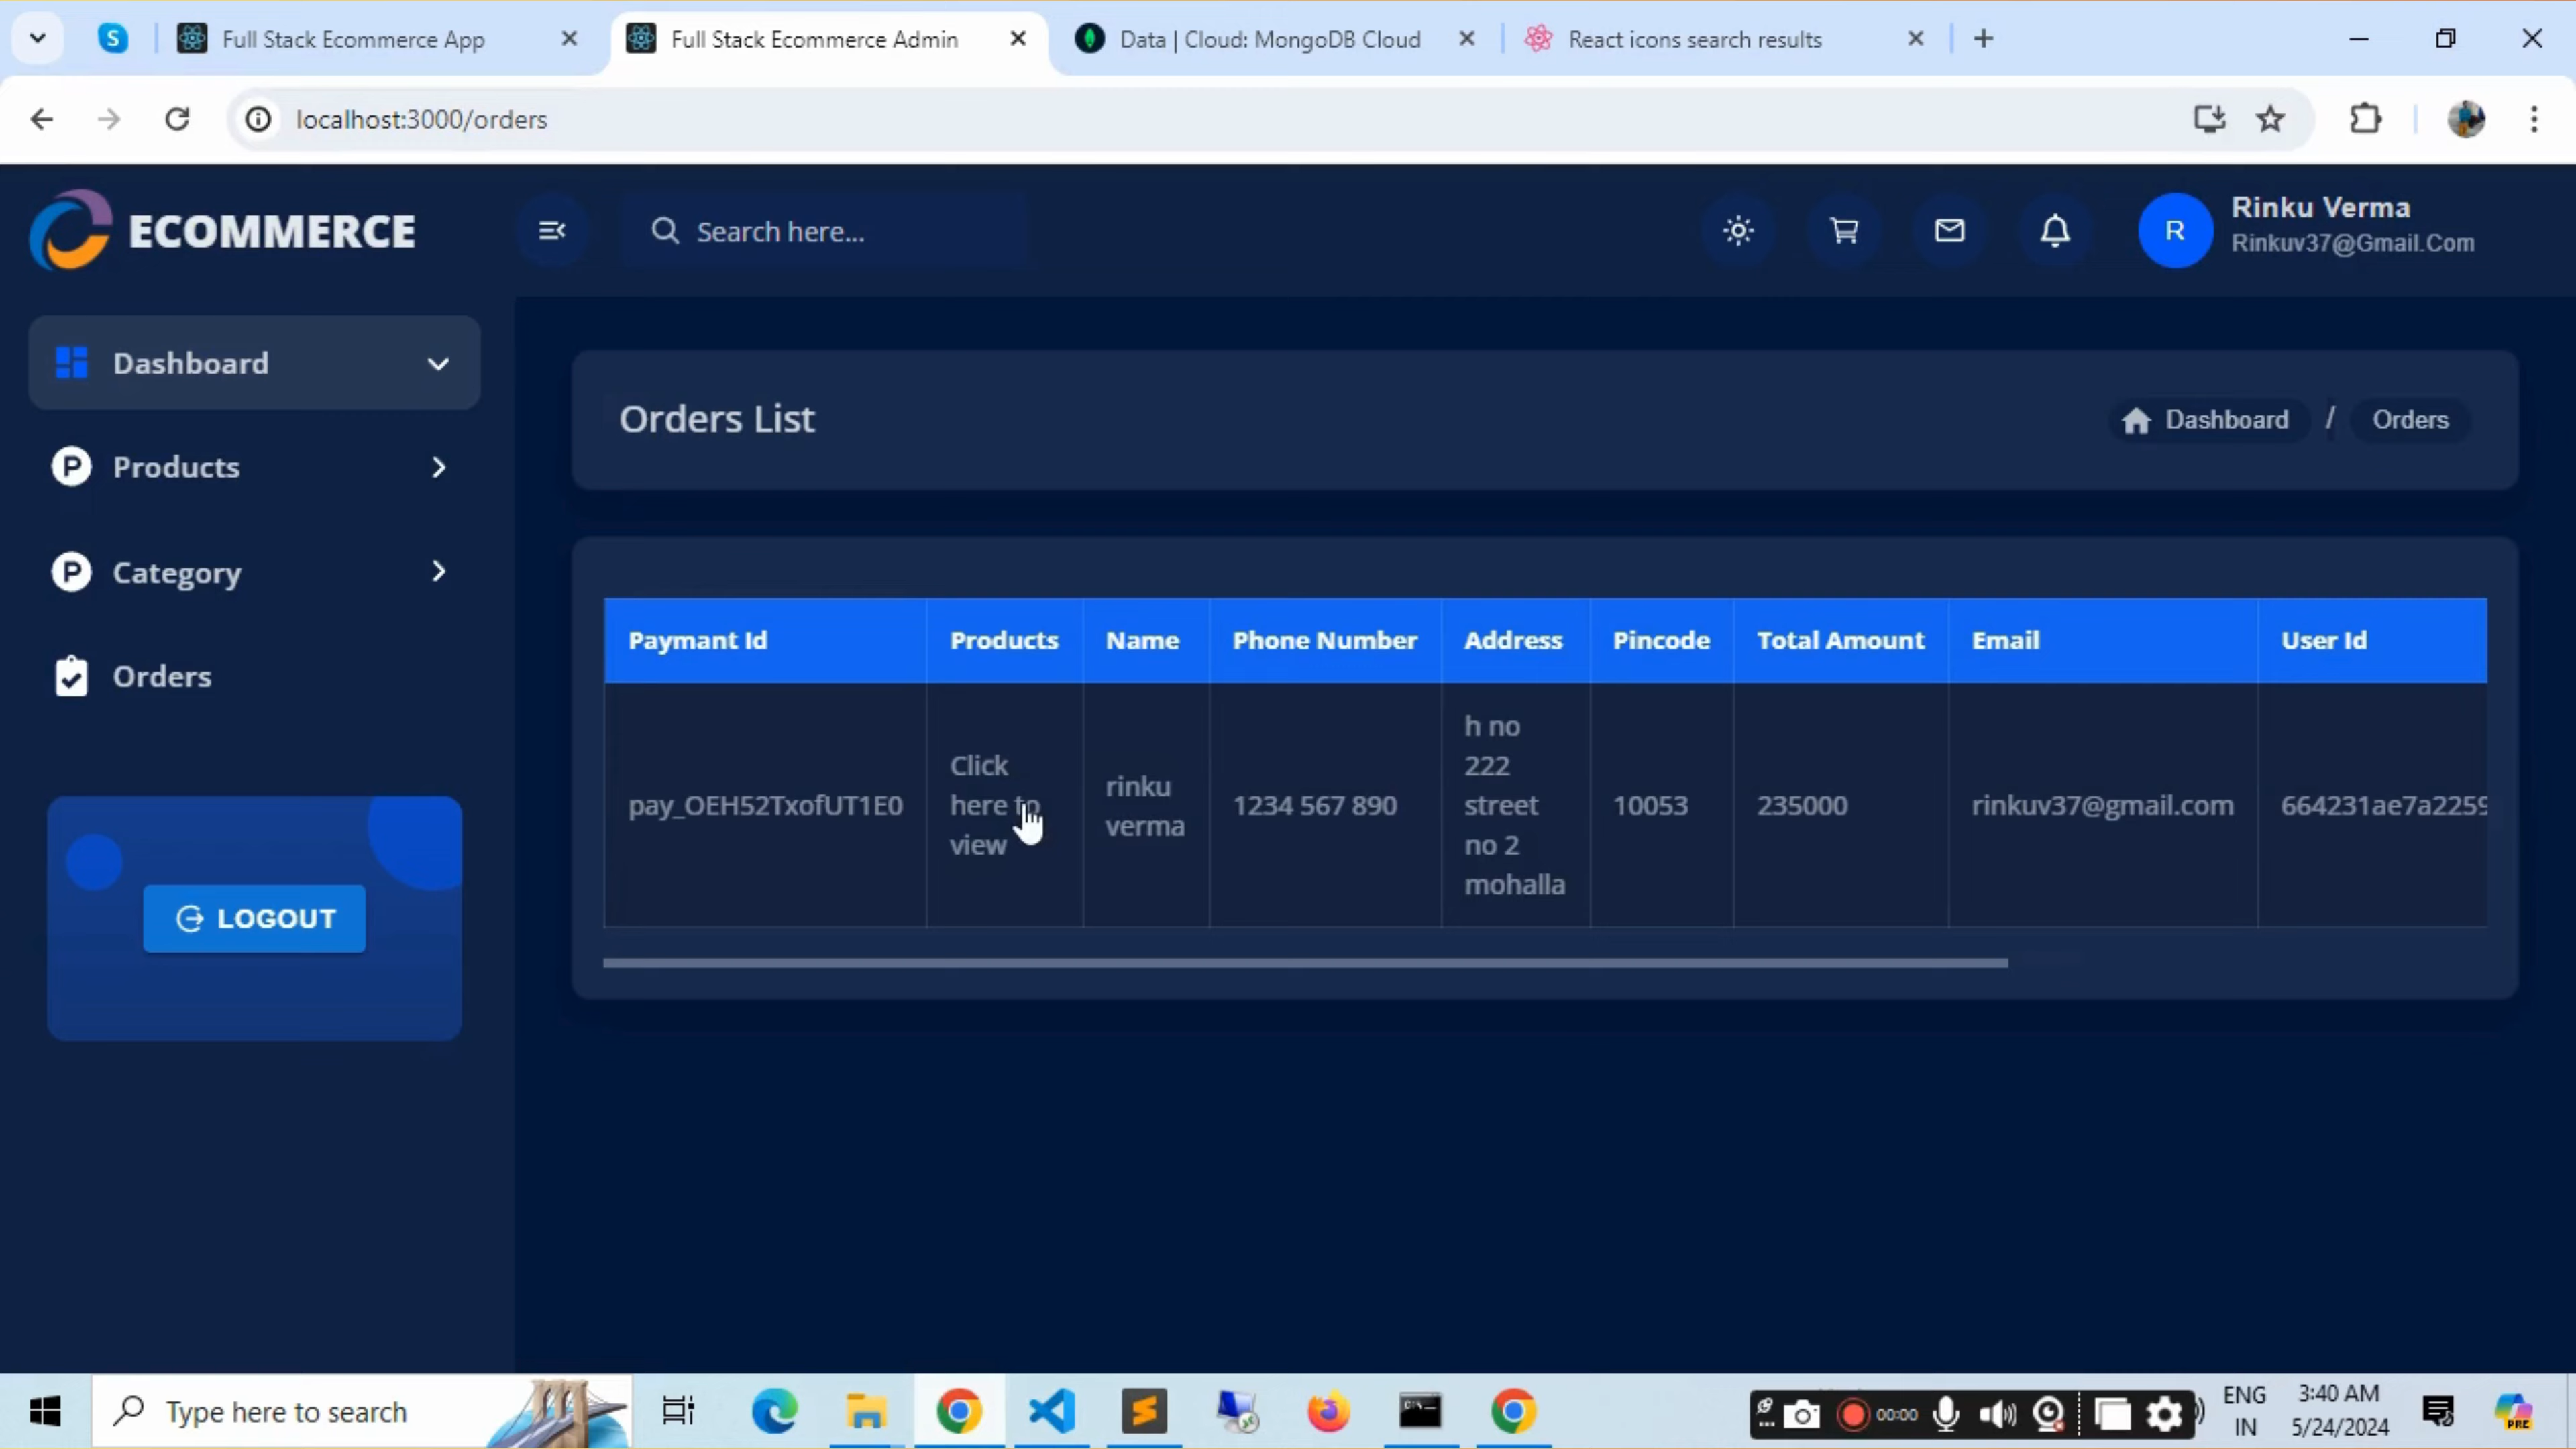 Full Stack Ecommerce App
Full Stack Ecommerce Admin
Data | Cloud: MongoDB Cloud
React icons search results
localhost:3000/orders
ECOMMERCE
Search here...
R
Rinku Verma
Rinkuv37@Gmail.Com
Dashboard
Products
Category
Orders
LOGOUT
Orders List
Dashboard / Orders
Paymant Id Products Name Phone Number Address Pincode Total Amount Email User Id
pay_OEH52TxofUT1E0
Click
here to
view
rinku
verma
1234 567 890
h no
222
street
no 2
mohalla
10053
235000
rinkuv37@gmail.com
664231ae7a2259
Type here to search
00:00
ENG
IN
3:40 AM
5/24/2024
PRE